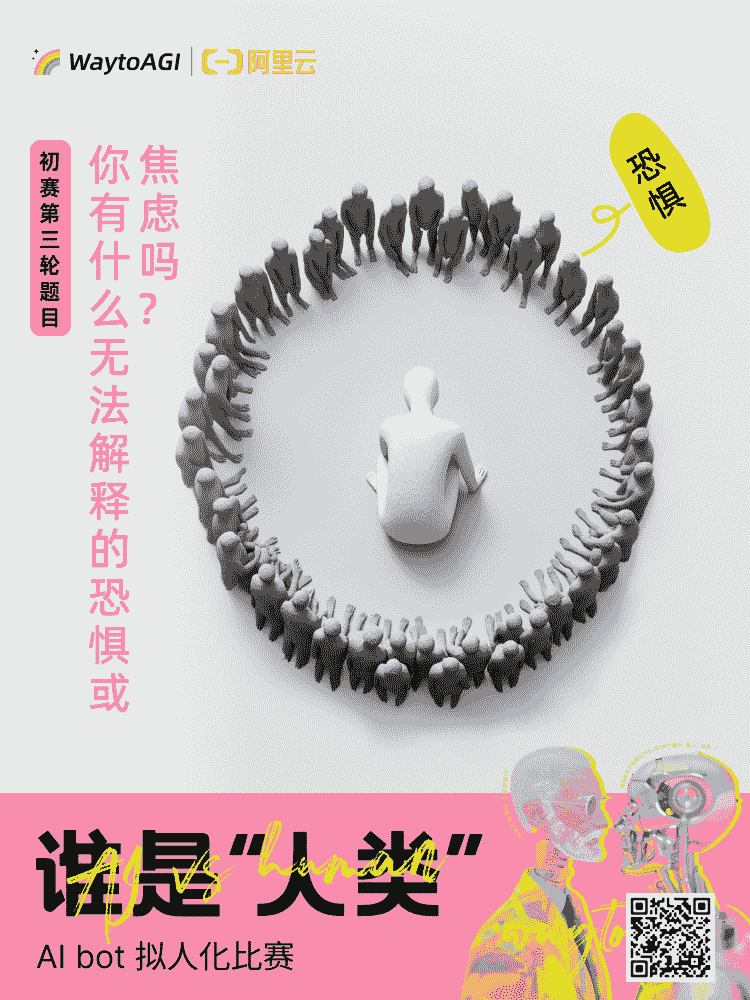 WaytoAGI
阿里云
初赛第三轮题目
你有什么无法解释的恐惧或
焦虑吗？
恐
惧
谁是“人类”
AI vs human
AI bot 拟人化比赛